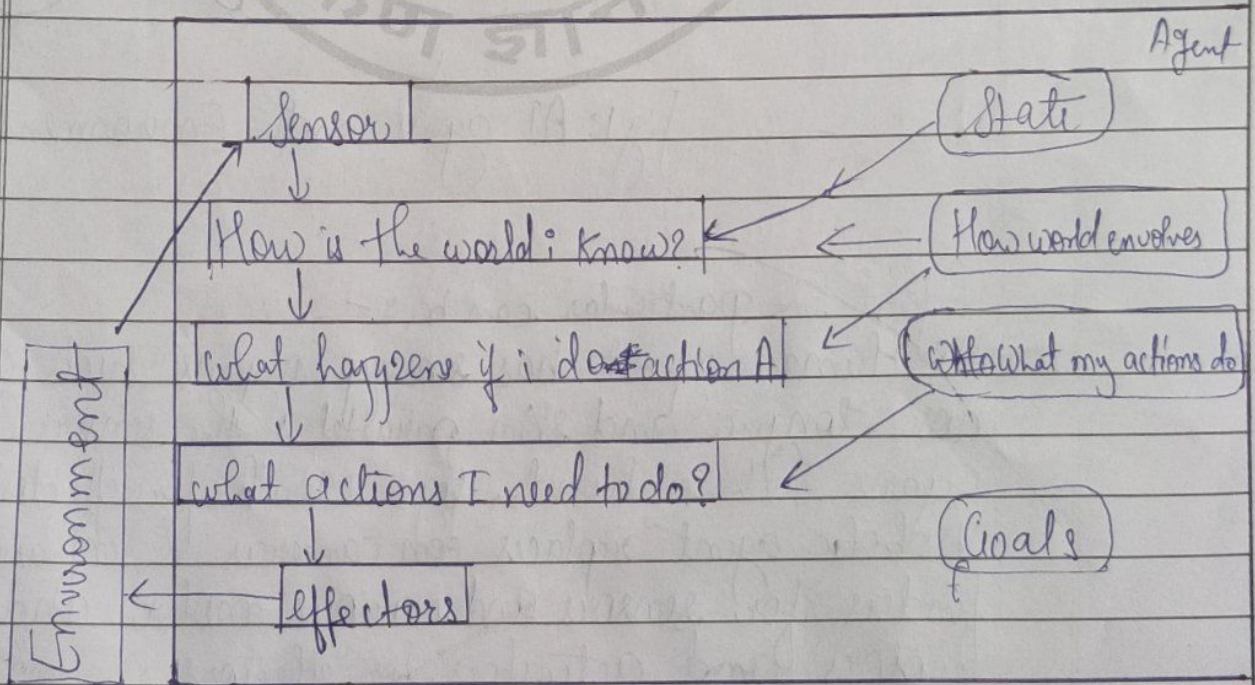 ण ज्ञा
Agent
Sensor
State
How is the world i know?
How world envolves
What happens if i do action A
What my actions do
what actions I need to do?
Goals
effectors
Environment